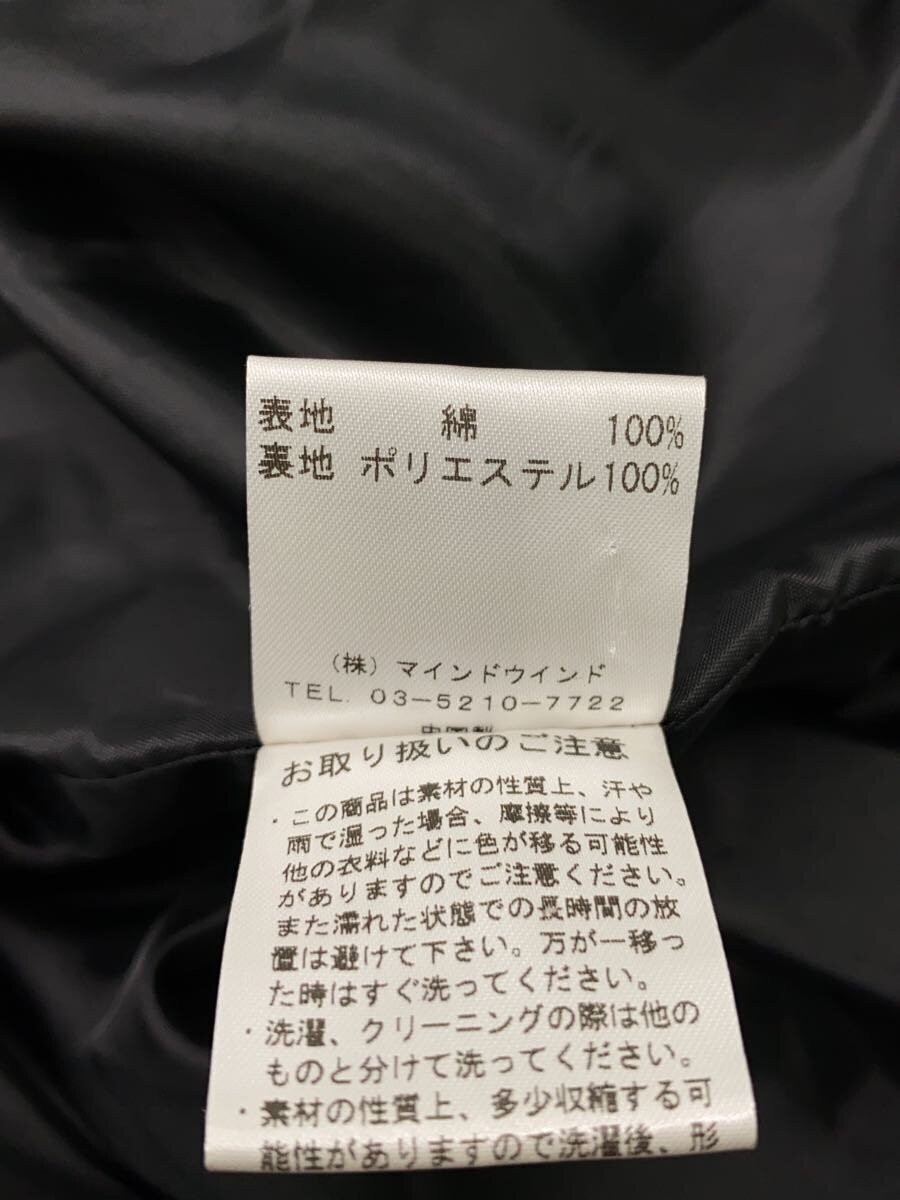 表地 綿 100%
裏地 ポリエステル100%
(株) マインドウインド
TEL. 03-5210-7722
お取り扱いのご注意
・この商品は素材の性質上、汗や
雨で湿った場合、摩擦等により
他の衣料などに色が移る可能性
がありますのでご注意ください。
また濡れた状態での長時間の放
置は避けて下さい。万が一移っ
た時はすぐ洗ってください。
・洗濯、クリーニングの際は他の
ものと分けて洗ってください。
・素材の性質上、多少収縮する可
能性がありますので洗濯後、形